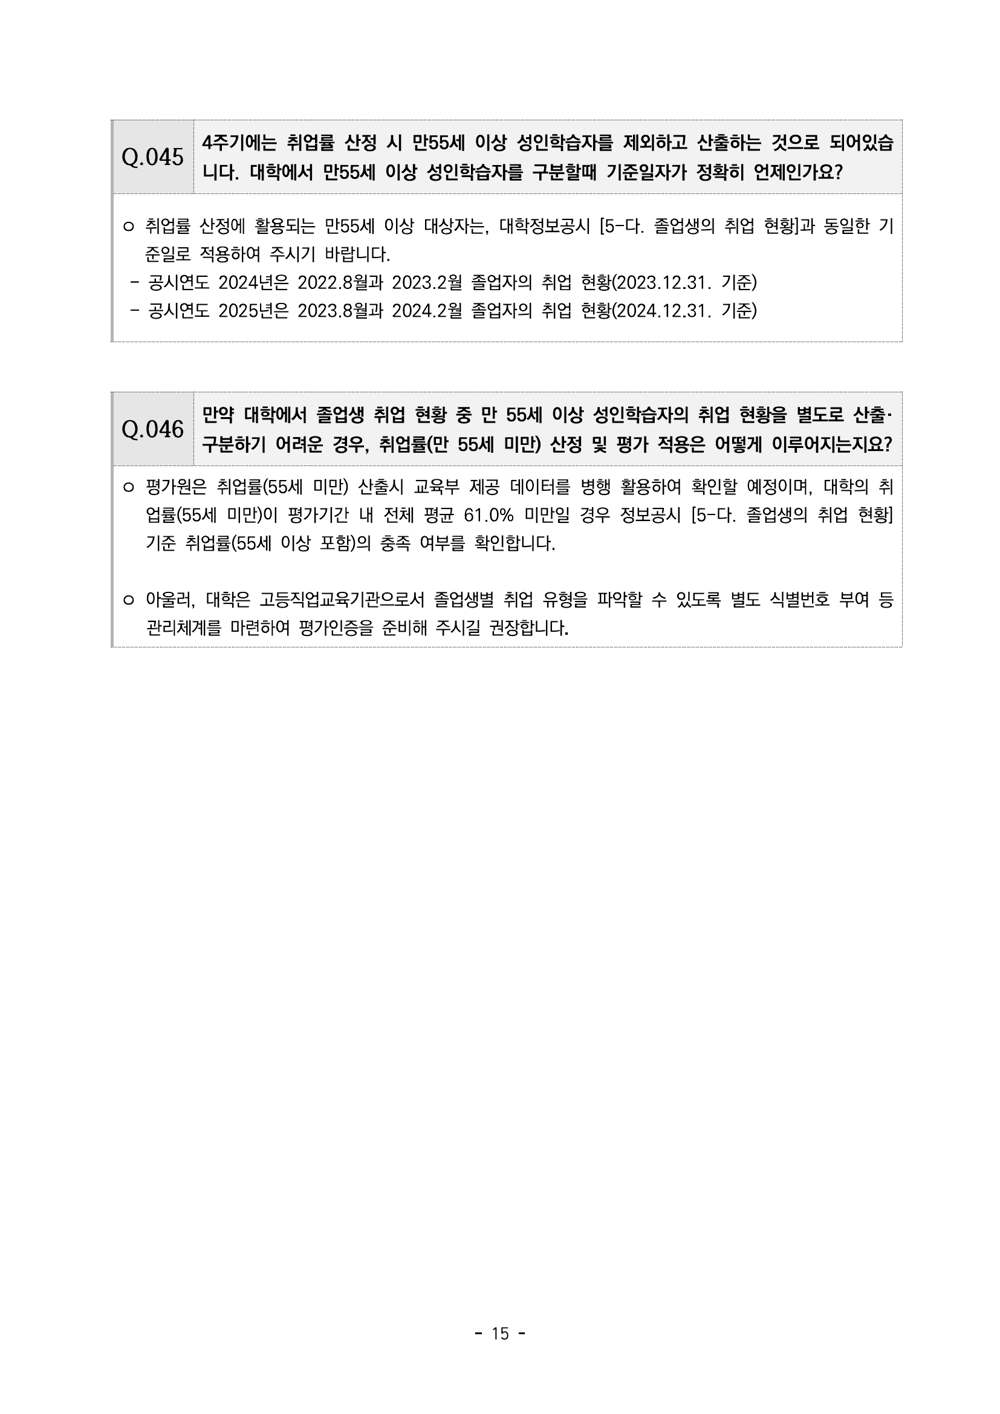 Q.045
4주기에는 취업률 산정 시 만55세 이상 성인학습자를 제외하고 산출하는 것으로 되어있습
니다. 대학에서 만55세 이상 성인학습자를 구분할때 기준일자가 정확히 언제인가요?
○ 취업률 산정에 활용되는 만55세 이상 대상자는, 대학정보공시 [5-다. 졸업생의 취업 현황]과 동일한 기
준일로 적용하여 주시기 바랍니다.
- 공시연도 2024년은 2022.8월과 2023.2월 졸업자의 취업 현황(2023.12.31. 기준)
- 공시연도 2025년은 2023.8월과 2024.2월 졸업자의 취업 현황(2024.12.31. 기준)
Q.046
만약 대학에서 졸업생 취업 현황 중 만 55세 이상 성인학습자의 취업 현황을 별도로 산출·
구분하기 어려운 경우, 취업률(만 55세 미만) 산정 및 평가 적용은 어떻게 이루어지는지요?
○ 평가원은 취업률(55세 미만) 산출시 교육부 제공 데이터를 병행 활용하여 확인할 예정이며, 대학의 취
업률(55세 미만)이 평가기간 내 전체 평균 61.0% 미만일 경우 정보공시 [5-다. 졸업생의 취업 현황]
기준 취업률(55세 이상 포함)의 충족 여부를 확인합니다.
○ 아울러, 대학은 고등직업교육기관으로서 졸업생별 취업 유형을 파악할 수 있도록 별도 식별번호 부여 등
관리체계를 마련하여 평가인증을 준비해 주시길 권장합니다.
- 15 -